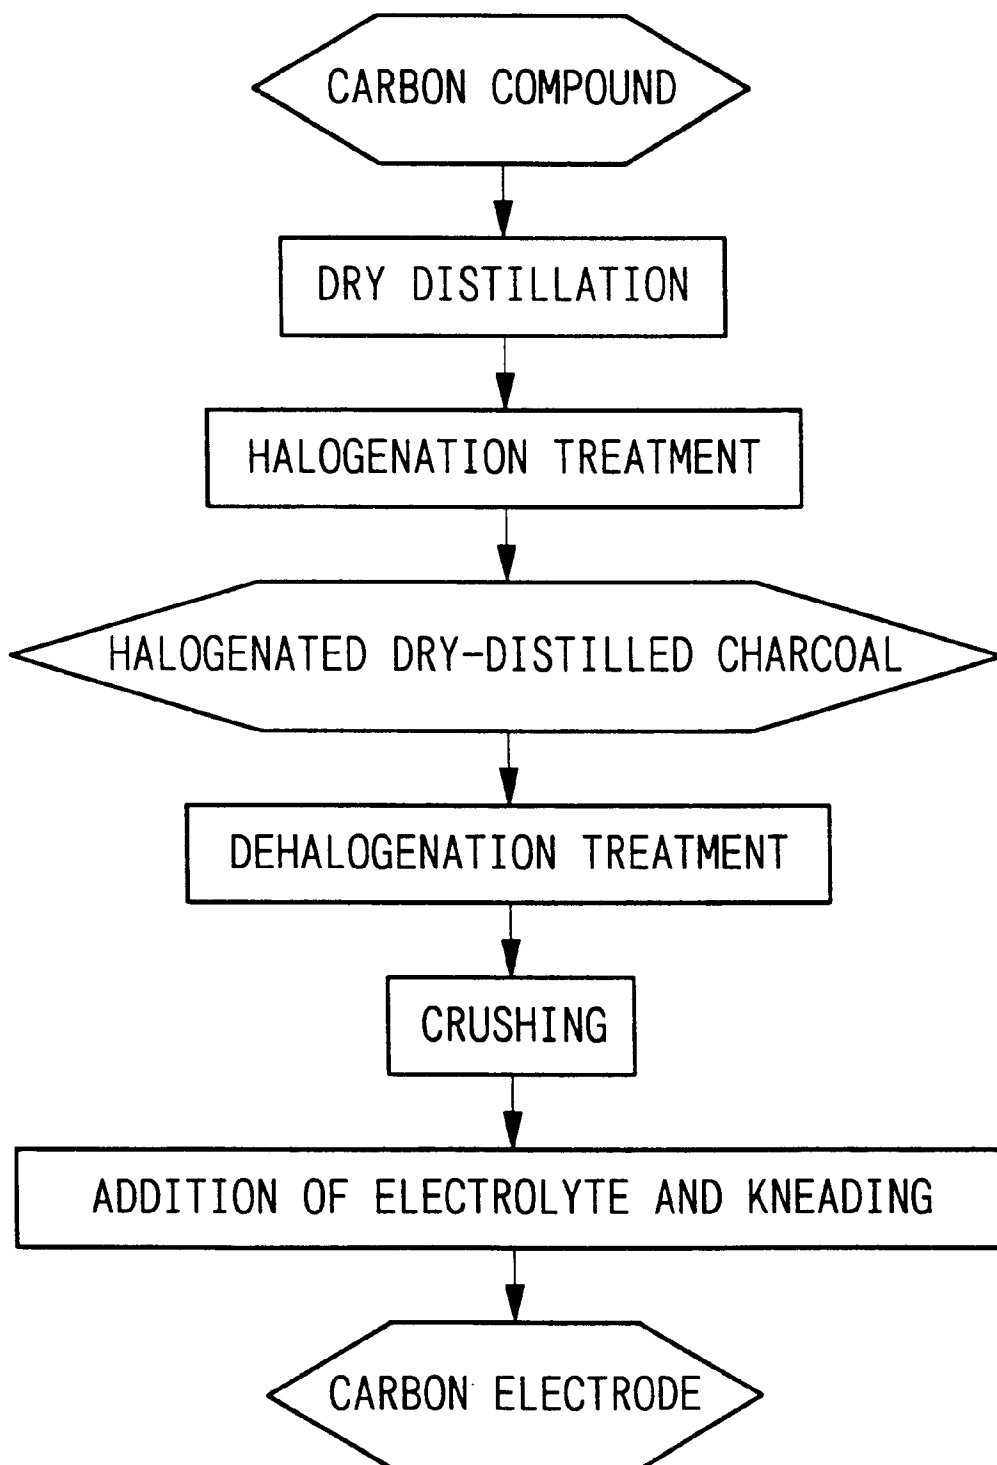 CARBON COMPOUND
DRY DISTILLATION
HALOGENATION TREATMENT
HALOGENATED DRY-DISTILLED CHARCOAL
DEHALOGENATION TREATMENT
CRUSHING
ADDITION OF ELECTROLYTE AND KNEADING
CARBON ELECTRODE